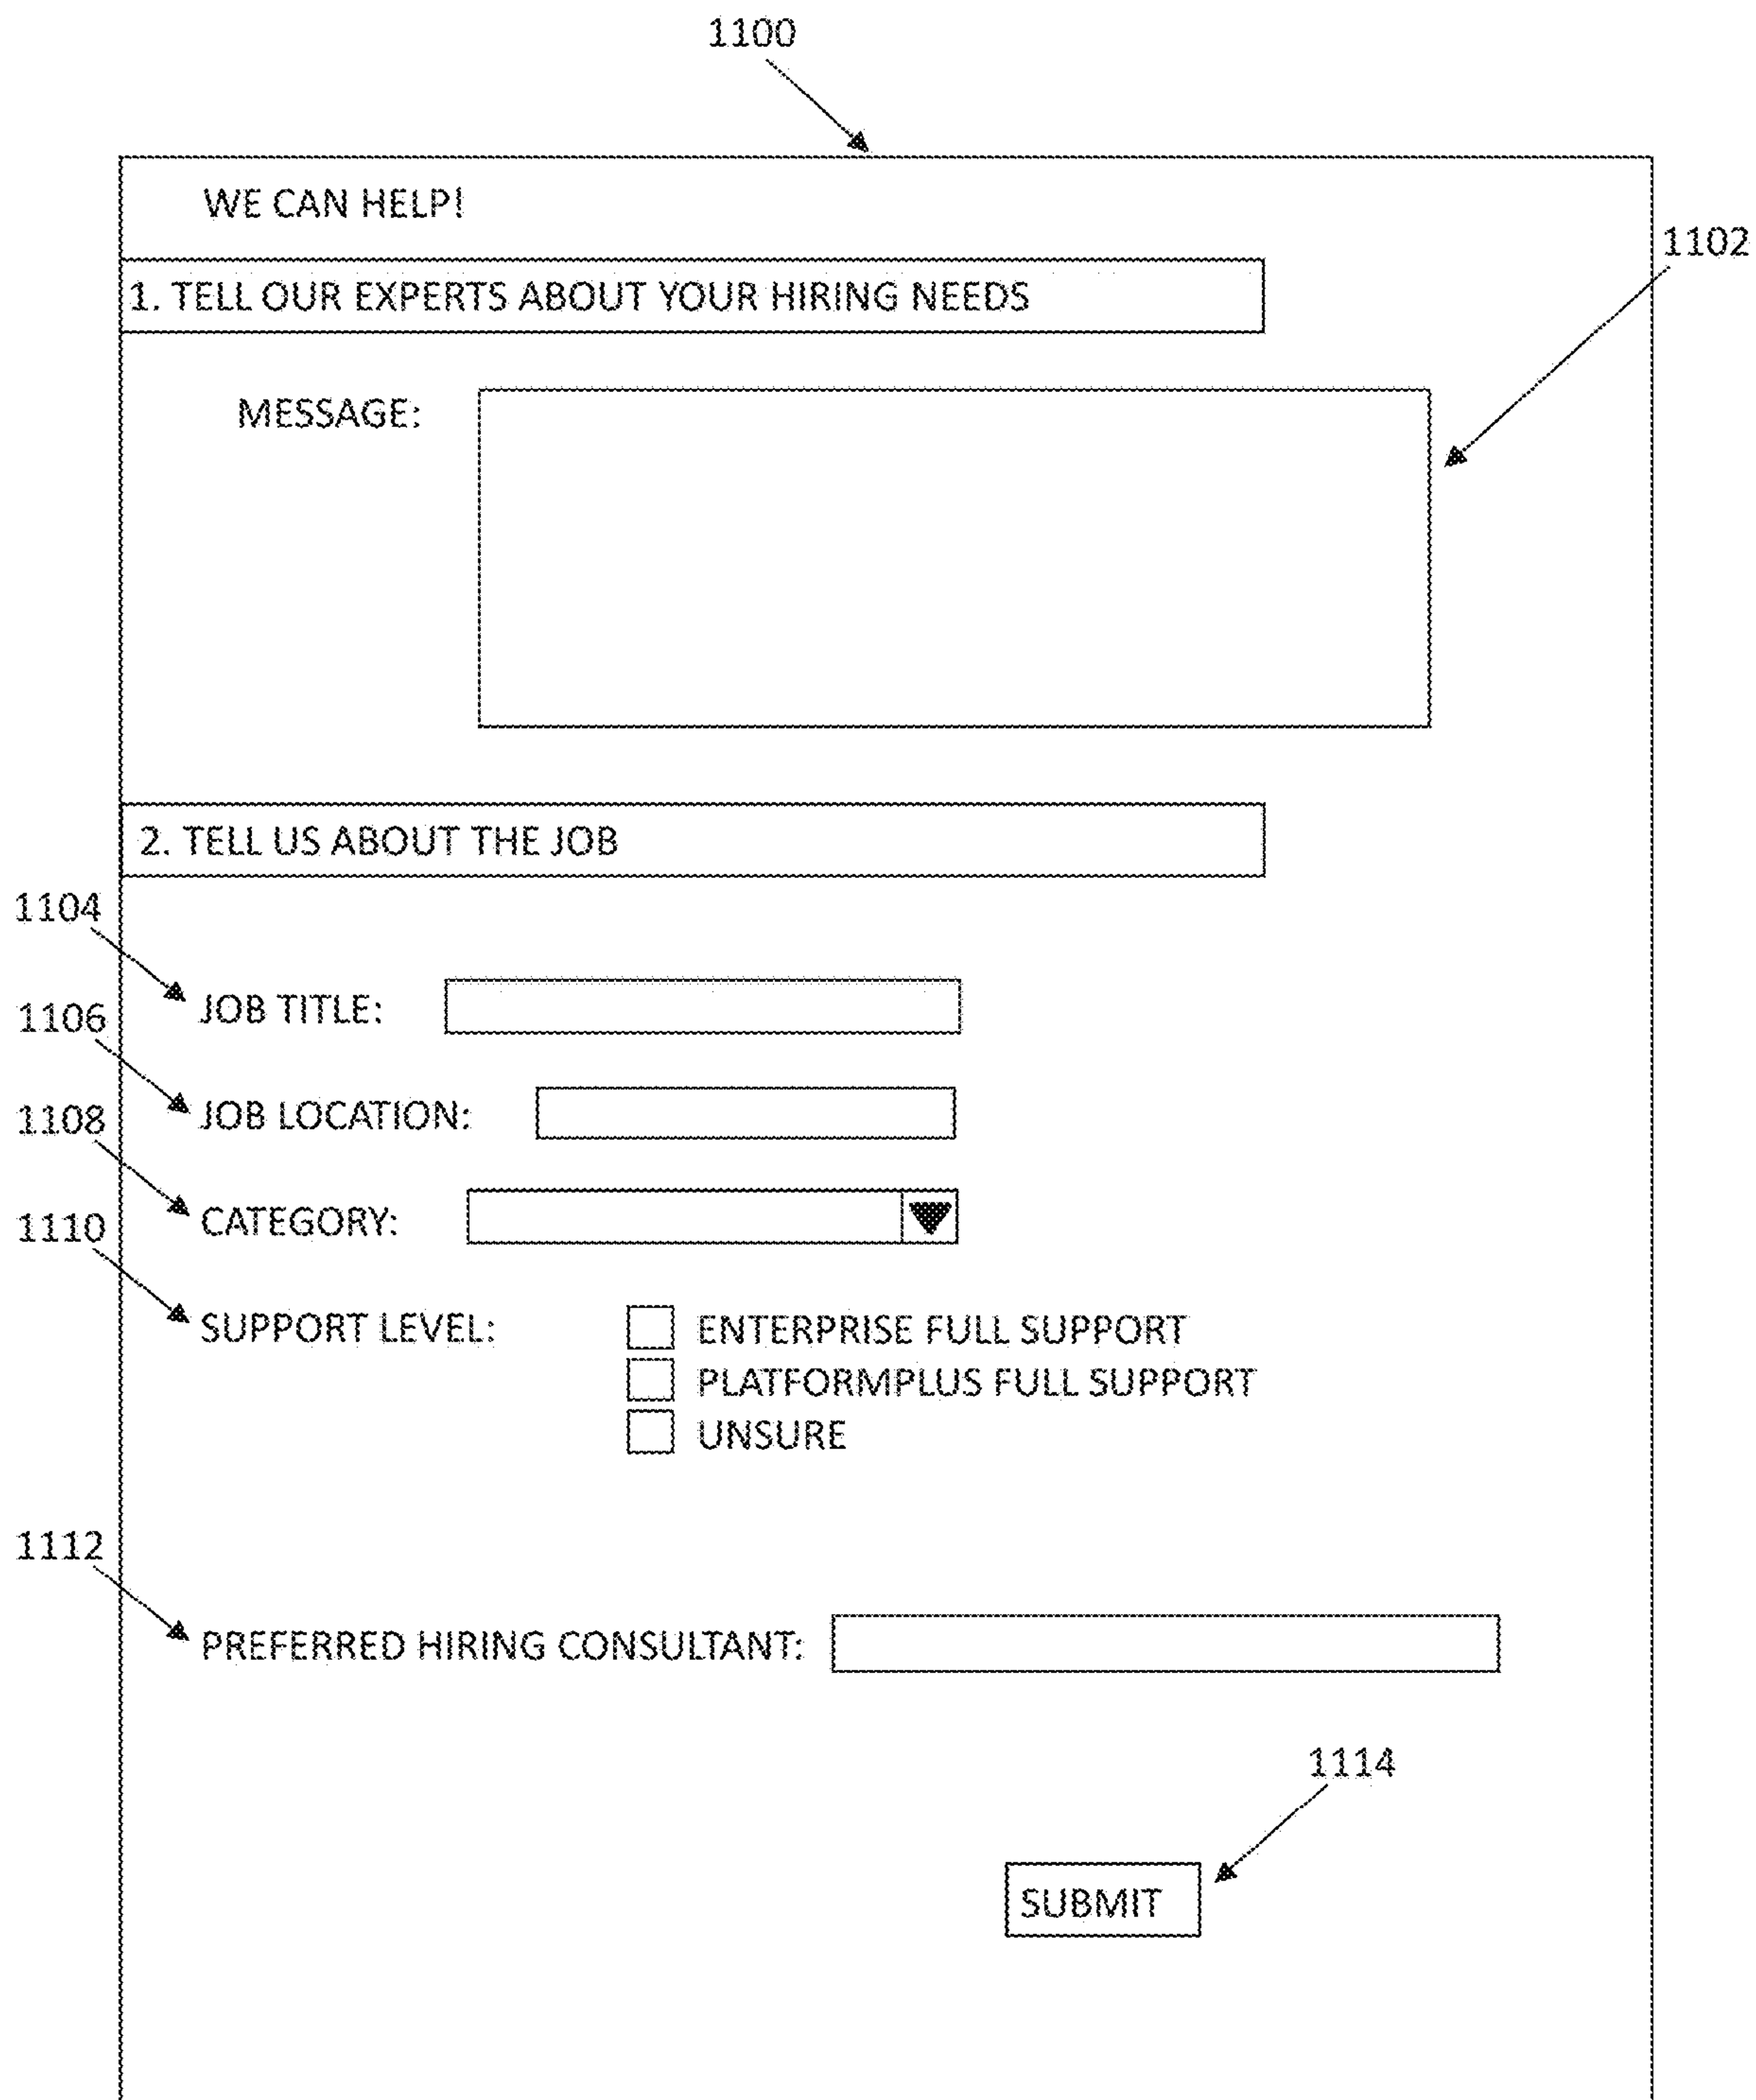 1100
WE CAN HELP!
1102
1. TELL OUR EXPERTS ABOUT YOUR HIRING NEEDS
MESSAGE:
2. TELL US ABOUT THE JOB
1104
JOB TITLE:
1106
JOB LOCATION:
1108
CATEGORY:
1110
SUPPORT LEVEL:
ENTERPRISE FULL SUPPORT
PLATFORMPLUS FULL SUPPORT
UNSURE
1112
PREFERRED HIRING CONSULTANT:
1114
SUBMIT